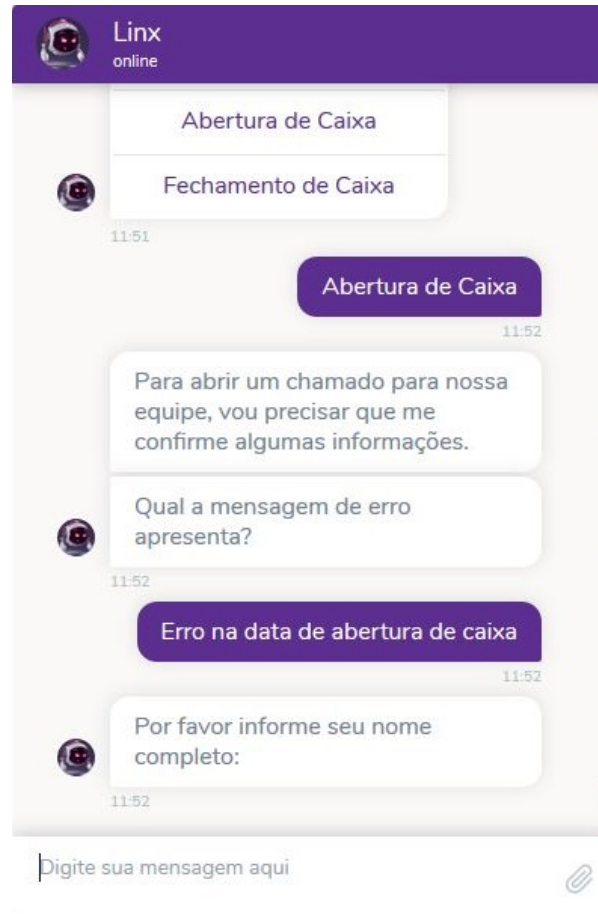 Linx
online
Abertura de Caixa
Fechamento de Caixa
11:51
Abertura de Caixa
11:52
Para abrir um chamado para nossa
equipe, vou precisar que me
confirme algumas informações.
Qual a mensagem de erro
apresenta?
11:52
Erro na data de abertura de caixa
11:52
Por favor informe seu nome
completo:
11:52
Digite sua mensagem aqui